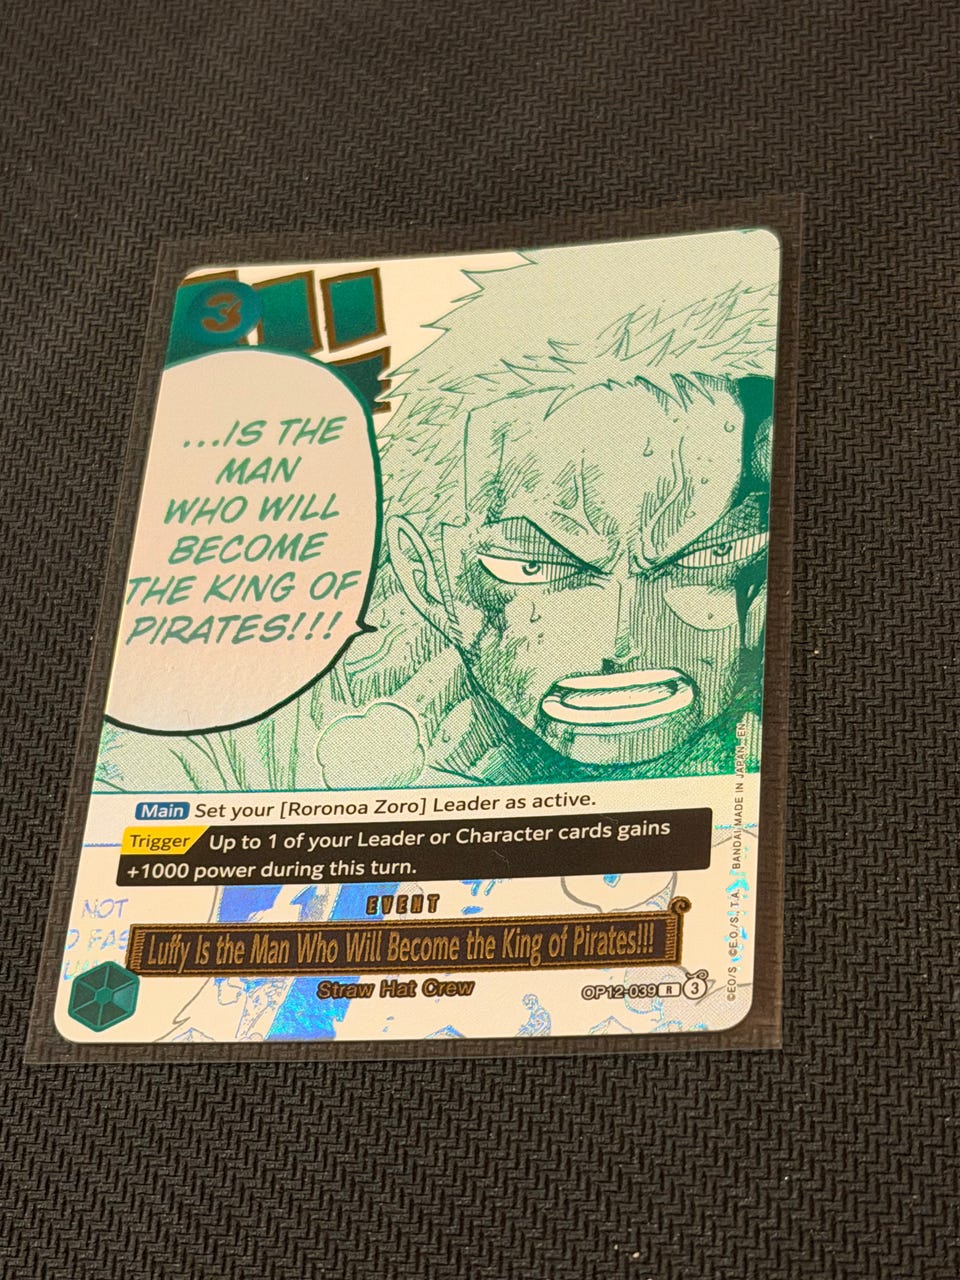 3
...IS THE
MAN
WHO WILL
BECOME
THE KING OF
PIRATES!!!
Main Set your [Roronoa Zoro] Leader as active.
Trigger Up to 1 of your Leader or Character cards gains
+1000 power during this turn.
NOT
EVENT
Luffy Is the Man Who Will Become the King of Pirates!!!
Straw Hat Crew
OP12-039 R 3
©EO/S ©E.O./S., T.A. BANDAI MADE IN JAPAN EN